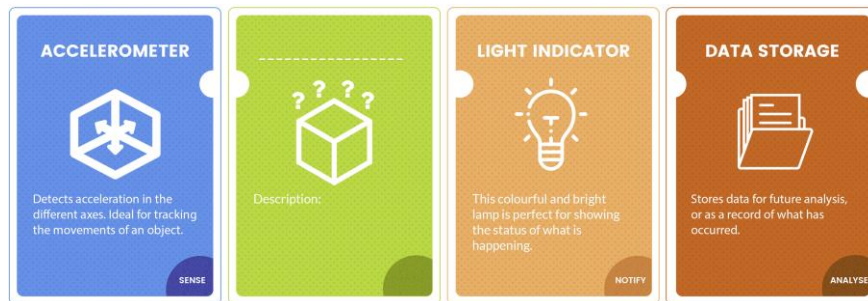 ACCELEROMETER
Detects acceleration in the
different axes. Ideal for tracking
the movements of an object.
SENSE
? ? ? ?
Description:
LIGHT INDICATOR
This colourful and bright
lamp is perfect for showing
the status of what is
happening.
NOTIFY
DATA STORAGE
Stores data for future analysis,
or as a record of what has
occurred.
ANALYSE